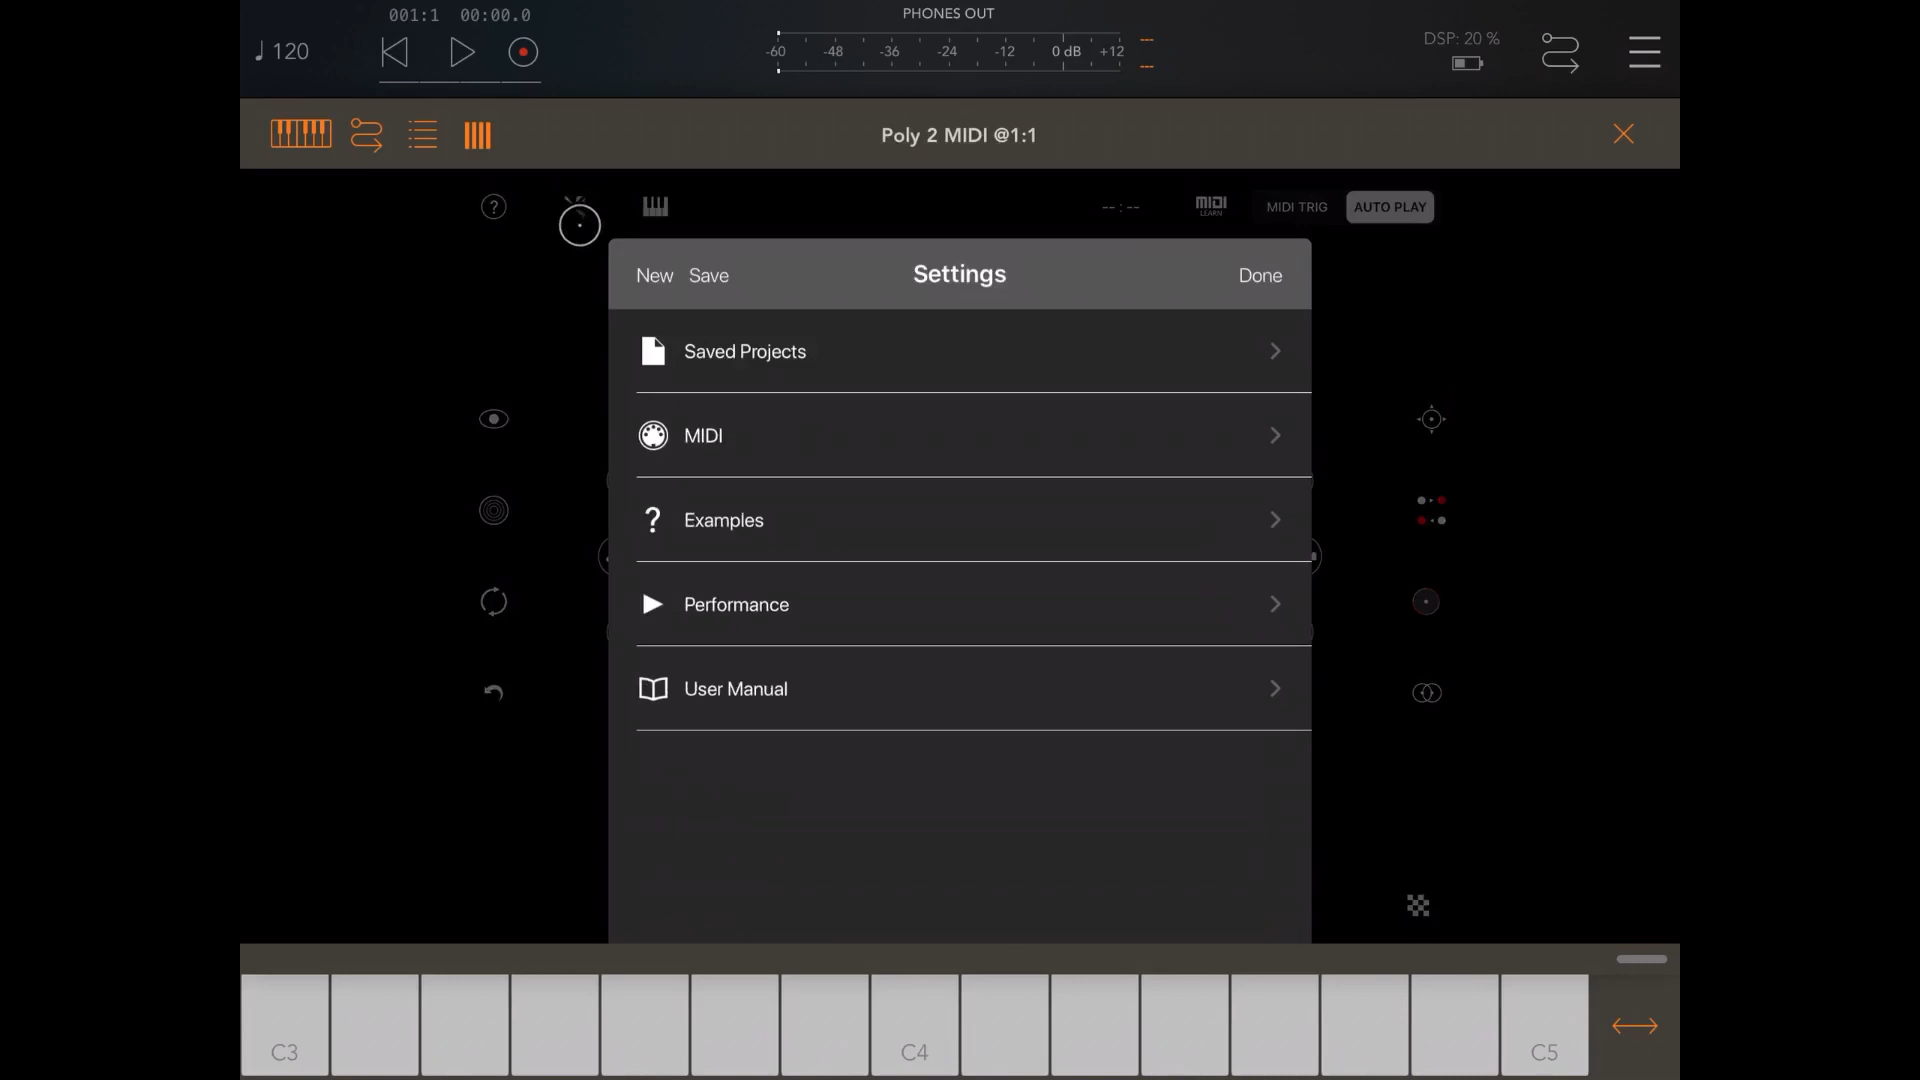 001:1 00:00.0
PHONES OUT
120
-60 -48 -36 -24 -12 0 dB +12
DSP: 20 %
Poly 2 MIDI @1:1
?
-- : --
MIDI
LEARN
MIDI TRIG
AUTO PLAY
New Save
Settings
Done
Saved Projects
MIDI
? Examples
Performance
User Manual
C3 C4 C5